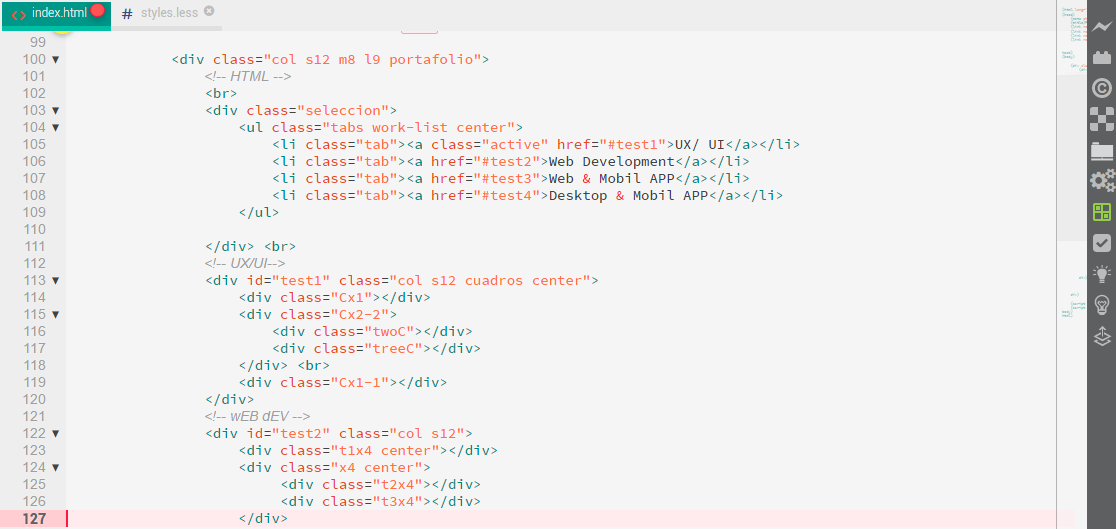 <> index.html # styles.less
99
100 <div class="col s12 m8 l9 portafolio">
101 <!-- HTML -->
102 <br>
103 <div class="seleccion">
104 <ul class="tabs work-list center">
105 <li class="tab"><a class="active" href="#test1">UX/ UI</a></li>
106 <li class="tab"><a href="#test2">Web Development</a></li>
107 <li class="tab"><a href="#test3">Web & Mobil APP</a></li>
108 <li class="tab"><a href="#test4">Desktop & Mobil APP</a></li>
109 </ul>
110
111 </div> <br>
112 <!-- UX/UI-->
113 <div id="test1" class="col s12 cuadros center">
114 <div class="Cx1"></div>
115 <div class="Cx2-2">
116 <div class="twoC"></div>
117 <div class="treeC"></div>
118 </div> <br>
119 <div class="Cx1-1"></div>
120 </div>
121 <!-- wEB dEV -->
122 <div id="test2" class="col s12">
123 <div class="t1x4 center"></div>
124 <div class="x4 center">
125 <div class="t2x4"></div>
126 <div class="t3x4"></div>
127 </div>